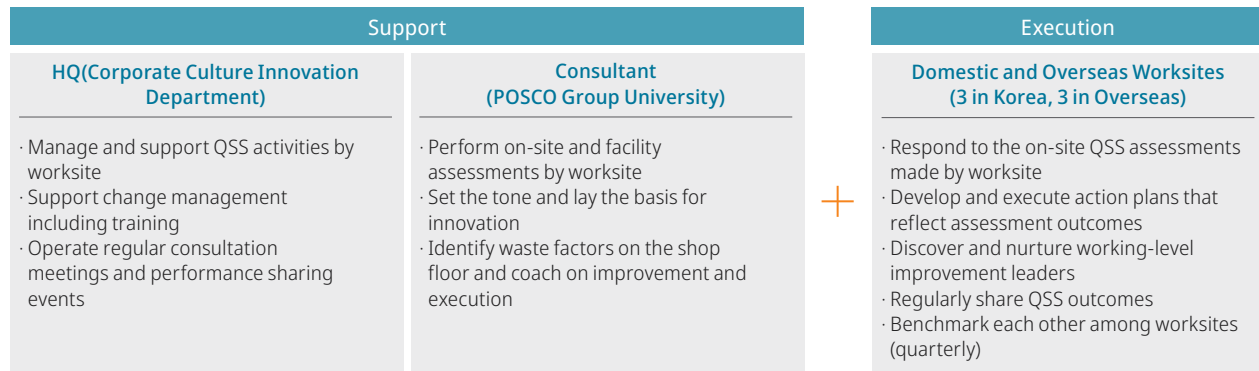 Support
HQ(Corporate Culture Innovation
Department)
· Manage and support QSS activities by
worksite
· Support change management
including training
· Operate regular consultation
meetings and performance sharing
events
Consultant
(POSCO Group University)
· Perform on-site and facility
assessments by worksite
· Set the tone and lay the basis for
innovation
· Identify waste factors on the shop
floor and coach on improvement and
execution
+
Execution
Domestic and Overseas Worksites
(3 in Korea, 3 in Overseas)
· Respond to the on-site QSS assessments
made by worksite
· Develop and execute action plans that
reflect assessment outcomes
· Discover and nurture working-level
improvement leaders
· Regularly share QSS outcomes
· Benchmark each other among worksites
(quarterly)